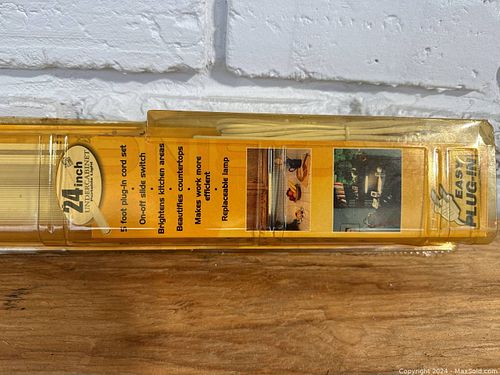 24 inch
UNDERCABINET
5 foot plug-in cord set
On-off slide switch
Brightens kitchen areas
Beautifies countertops
Makes work more
efficient
Replaceable lamp
EASY
PLUG-IN
Copyright 2024 - MaxSold.com